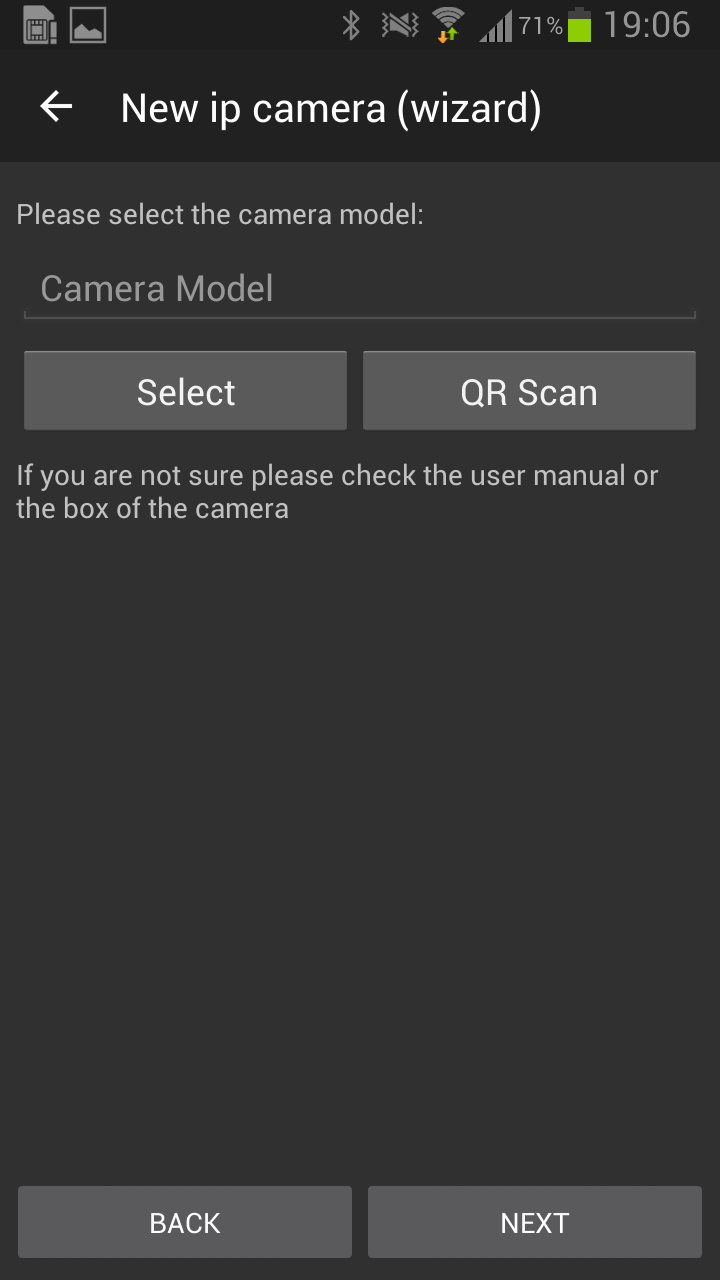 71% 19:06
New ip camera (wizard)
Please select the camera model:
Camera Model
Select QR Scan
If you are not sure please check the user manual or
the box of the camera
BACK NEXT